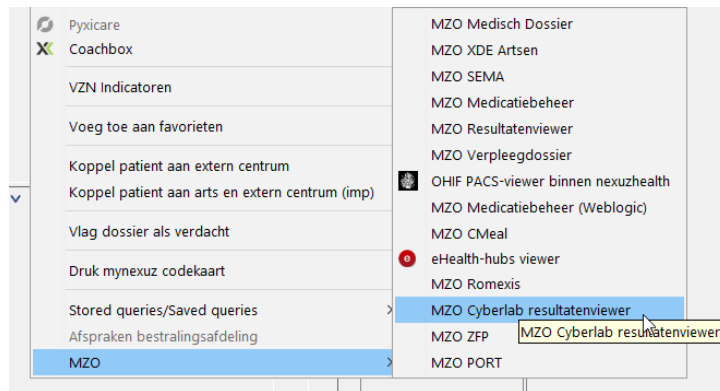 Pyxicare
Coachbox
VZN Indicatoren
Voeg toe aan favorieten
Koppel patient aan extern centrum
Koppel patient aan arts en extern centrum (imp)
Vlag dossier als verdacht
Druk mynexuz codekaart
Stored queries/Saved queries
Afspraken bestralingsafdeling
MZO
MZO Medisch Dossier
MZO XDE Artsen
MZO SEMA
MZO Medicatiebeheer
MZO Resultatenviewer
MZO Verpleegdossier
OHIF PACS-viewer binnen nexuzhealth
MZO Medicatiebeheer (Weblogic)
MZO CMeal
eHealth-hubs viewer
MZO Romexis
MZO Cyberlab resultatenviewer
MZO ZFP
MZO Cyberlab resultatenviewer
MZO PORT